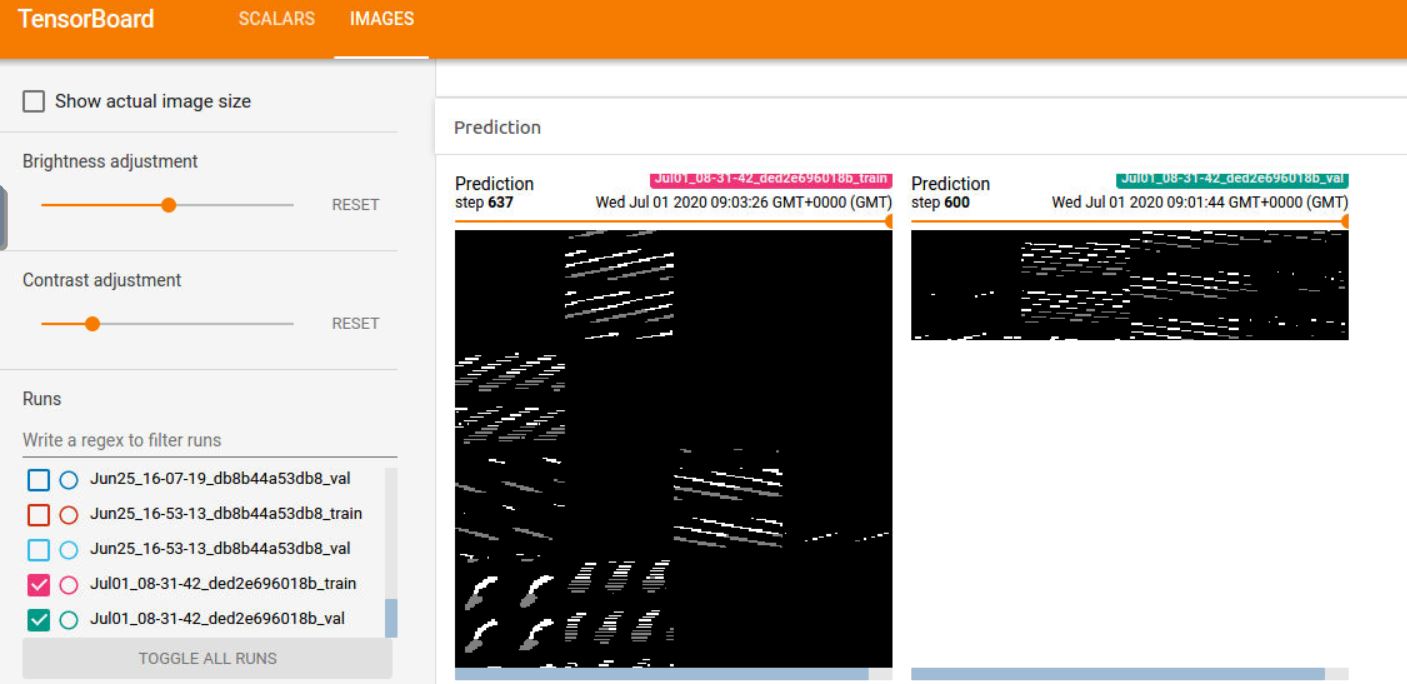 TensorBoard SCALARS IMAGES
Show actual image size
Brightness adjustment
RESET
Contrast adjustment
RESET
Runs
Write a regex to filter runs
Jun25_16-07-19_db8b44a53db8_val
Jun25_16-53-13_db8b44a53db8_train
Jun25_16-53-13_db8b44a53db8_val
Jul01_08-31-42_ded2e696018b_train
Jul01_08-31-42_ded2e696018b_val
TOGGLE ALL RUNS
Prediction
Prediction Jul01_08-31-42_ded2e696018b_train
step 637 Wed Jul 01 2020 09:03:26 GMT+0000 (GMT)
Prediction Jul01_08-31-42_ded2e696018b_val
step 600 Wed Jul 01 2020 09:01:44 GMT+0000 (GMT)